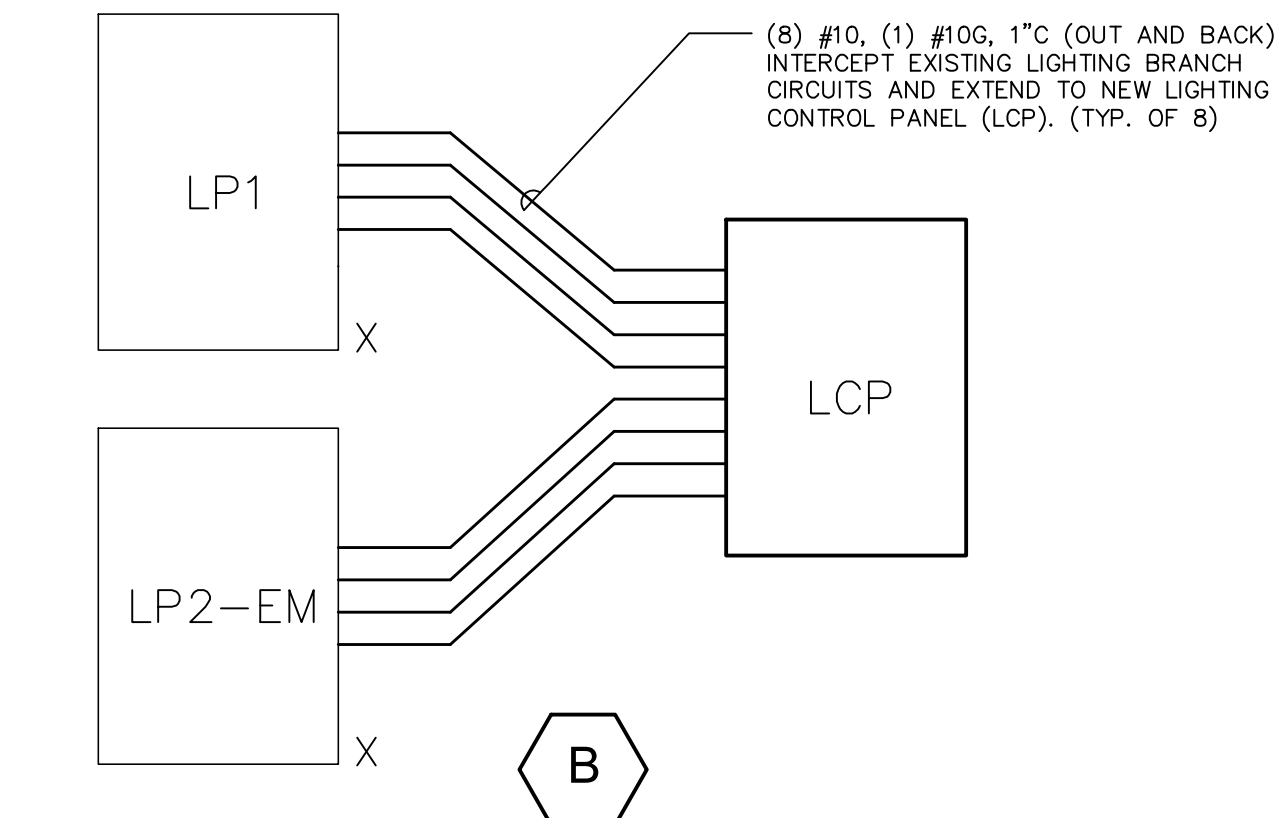 (8) #10, (1) #10G, 1"C (OUT AND BACK)
INTERCEPT EXISTING LIGHTING BRANCH
CIRCUITS AND EXTEND TO NEW LIGHTING
CONTROL PANEL (LCP). (TYP. OF 8)
LP1
X
LCP
LP2-EM
X
B